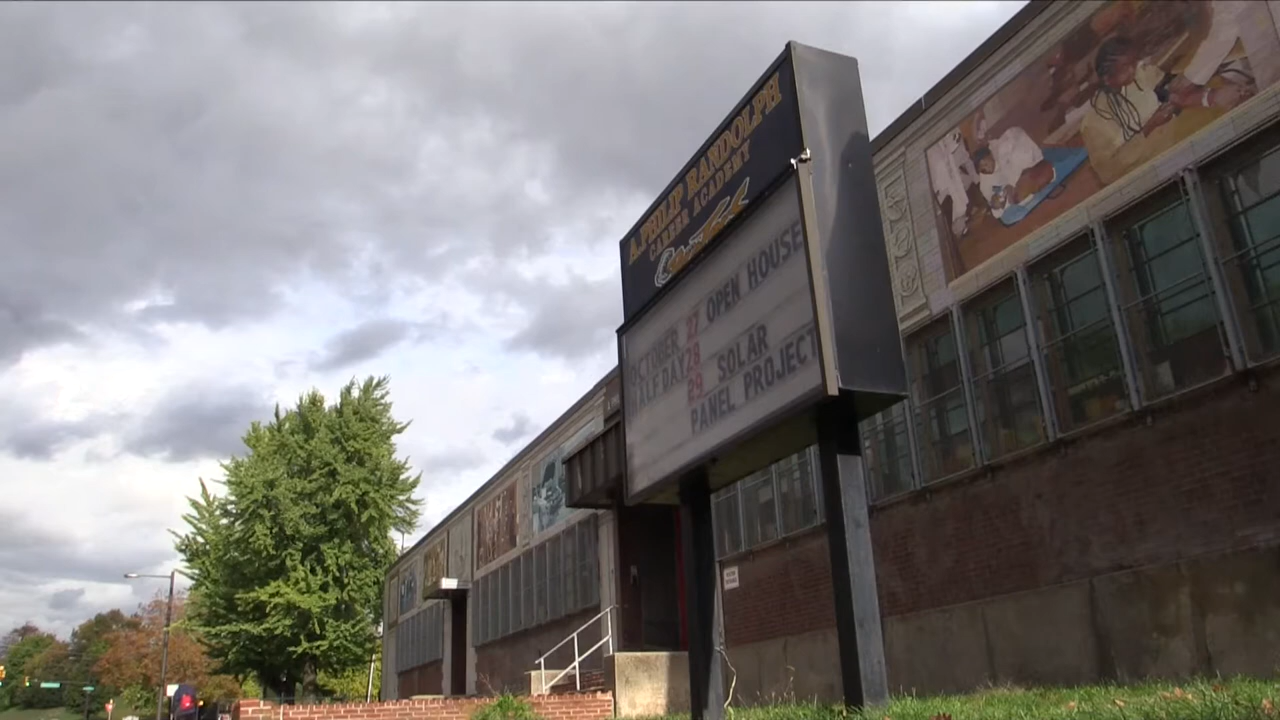 A. PHILIP RANDOLPH
CAREER ACADEMY
OCTOBER 27 OPEN HOUSE
HALF DAY 28
29 SOLAR
PANEL PROJECT